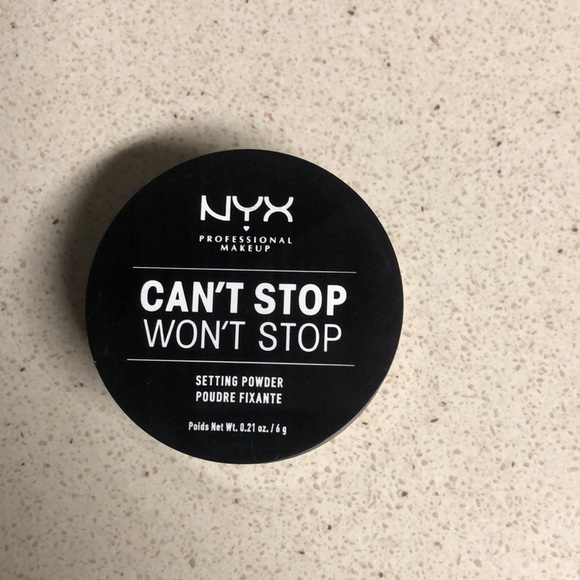 NYX
PROFESSIONAL
MAKEUP
CAN'T STOP
WON'T STOP
SETTING POWDER
POUDRE FIXANTE
Poids Net Wt. 0.21 oz. / 6 g